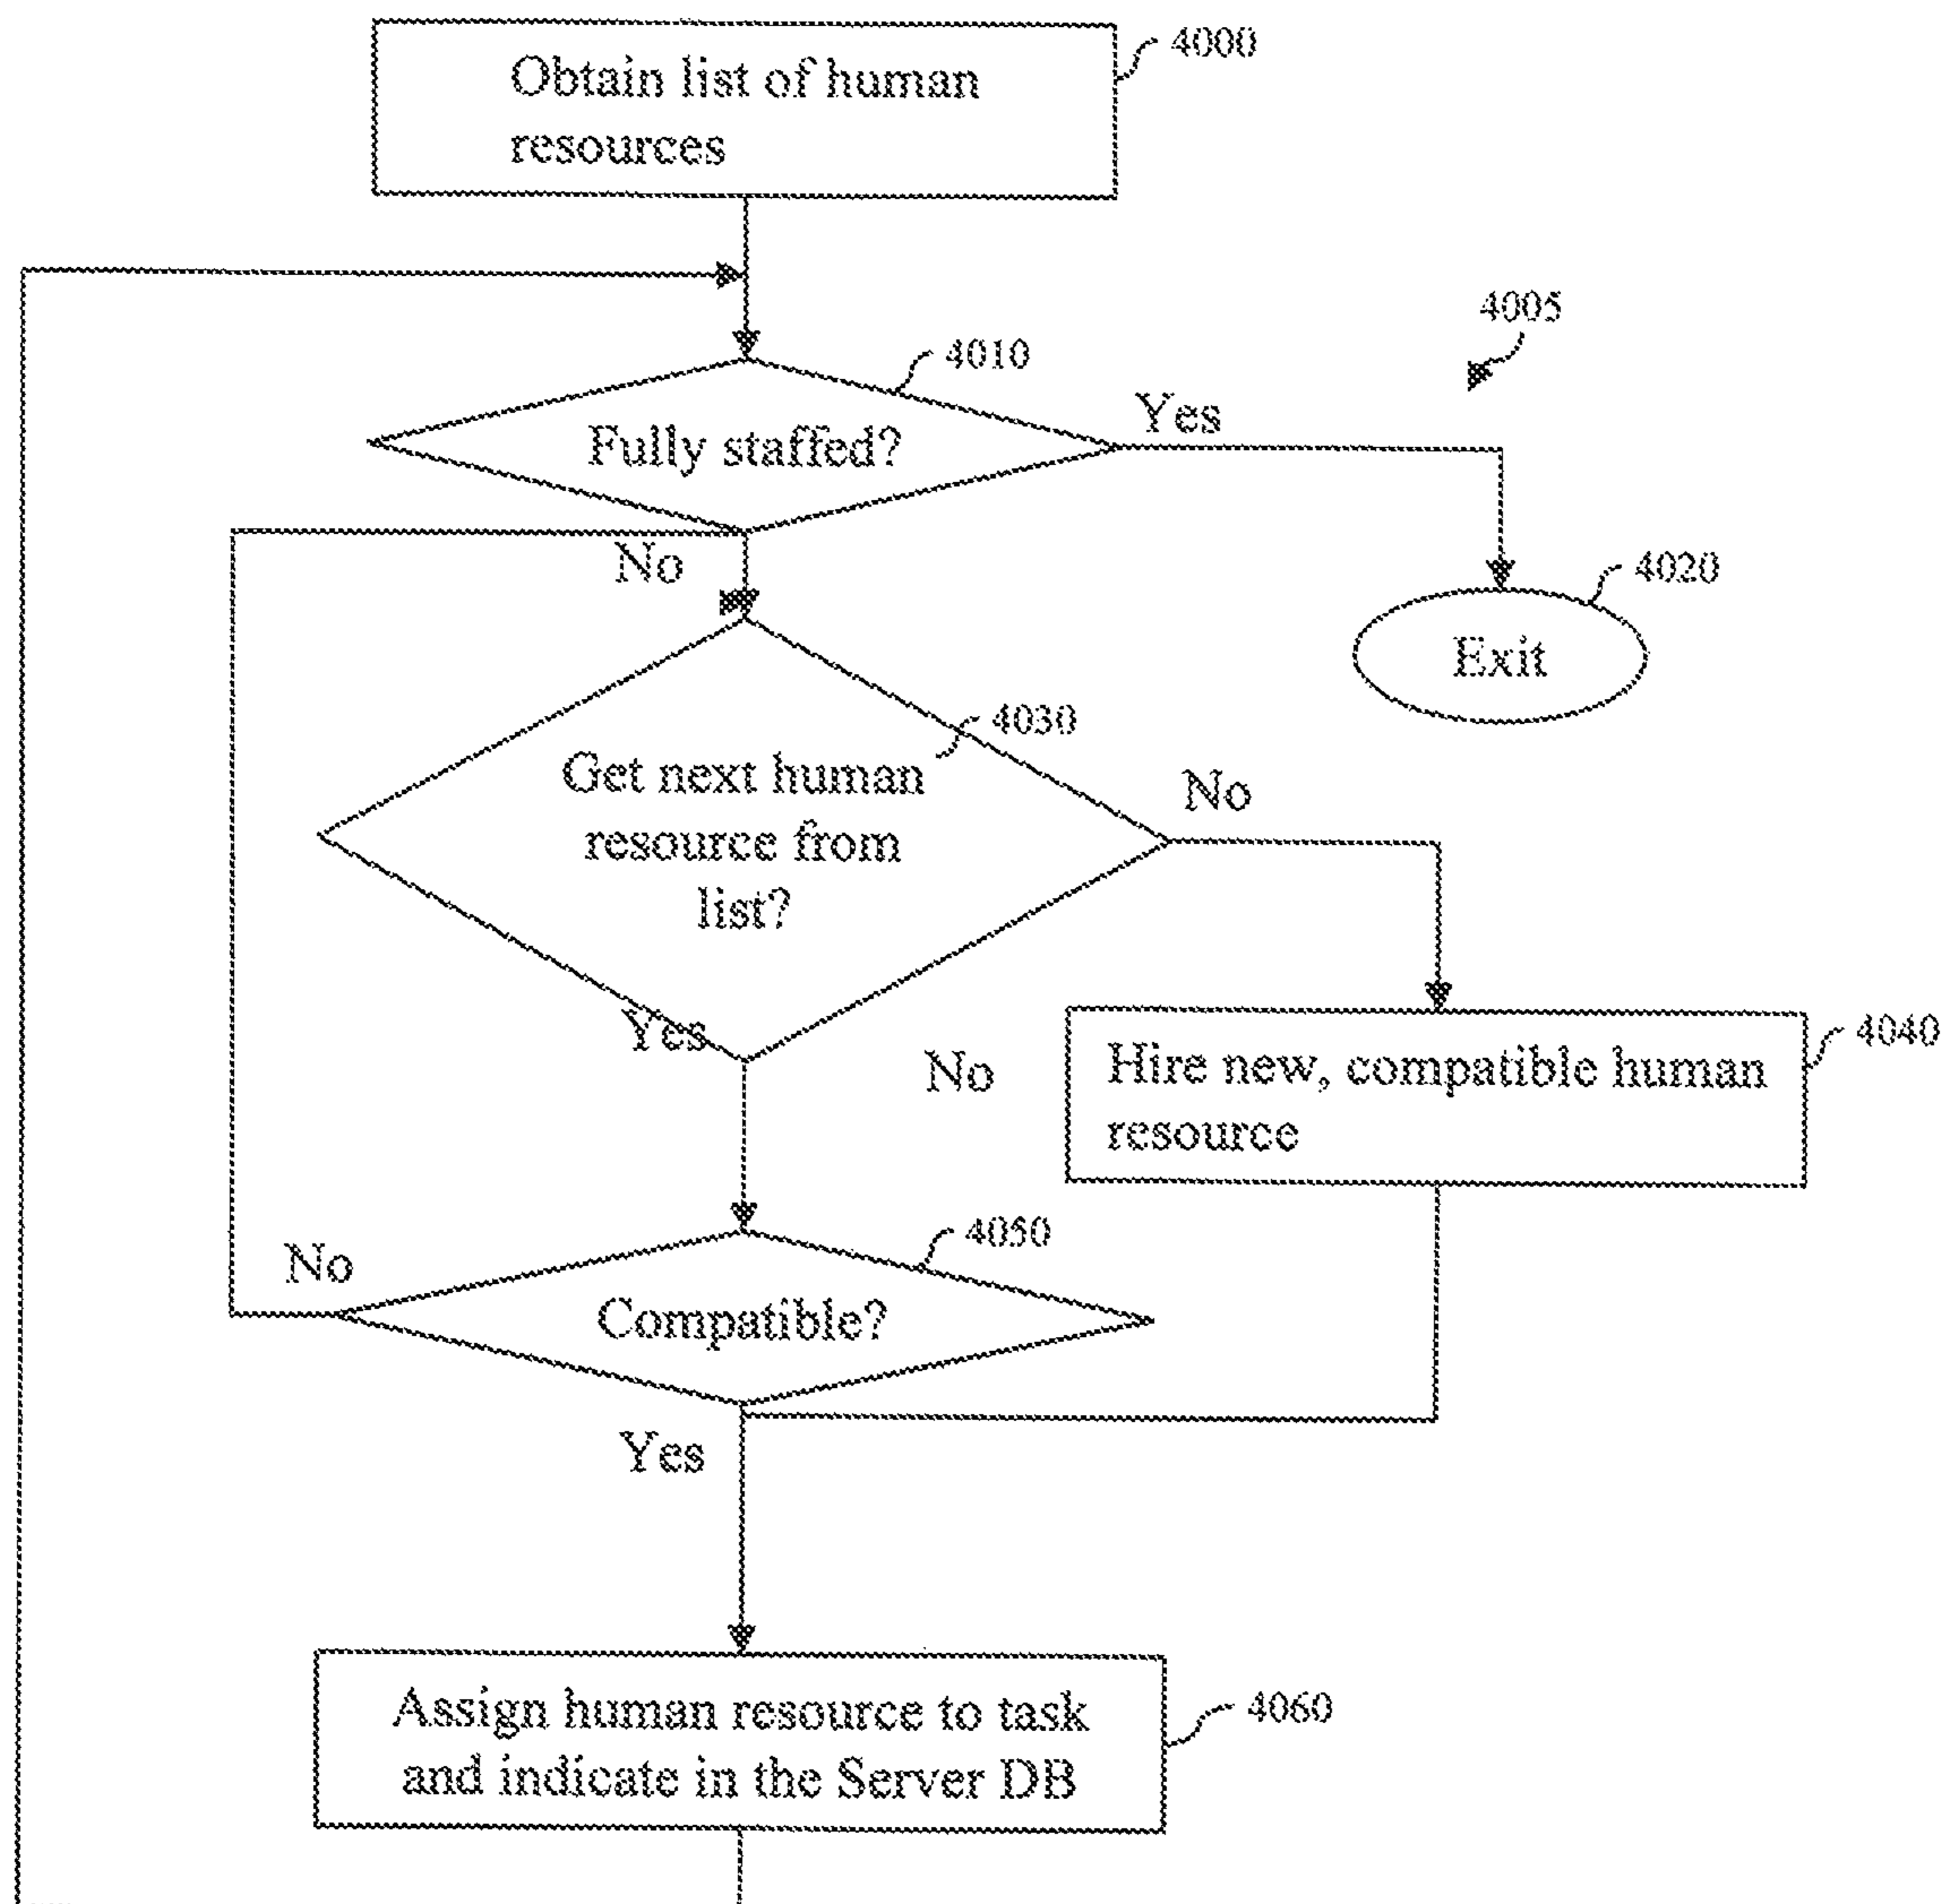 4000
Obtain list of human
resources
4005
4010
Yes
Fully staffed?
No
4020
Exit
4030
Get next human
resource from
list?
No
Yes
No
4040
Hire new, compatible human
resource
4050
No
Compatible?
Yes
Assign human resource to task
and indicate in the Server DB
4060